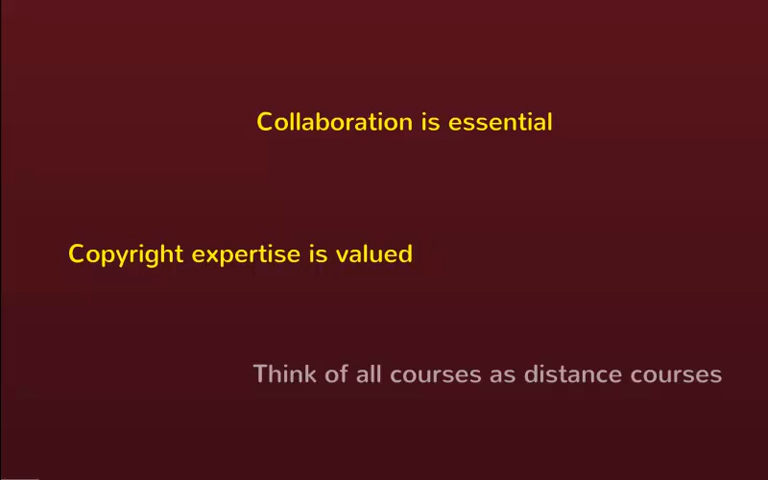 Collaboration is essential
Copyright expertise is valued
Think of all courses as distance courses